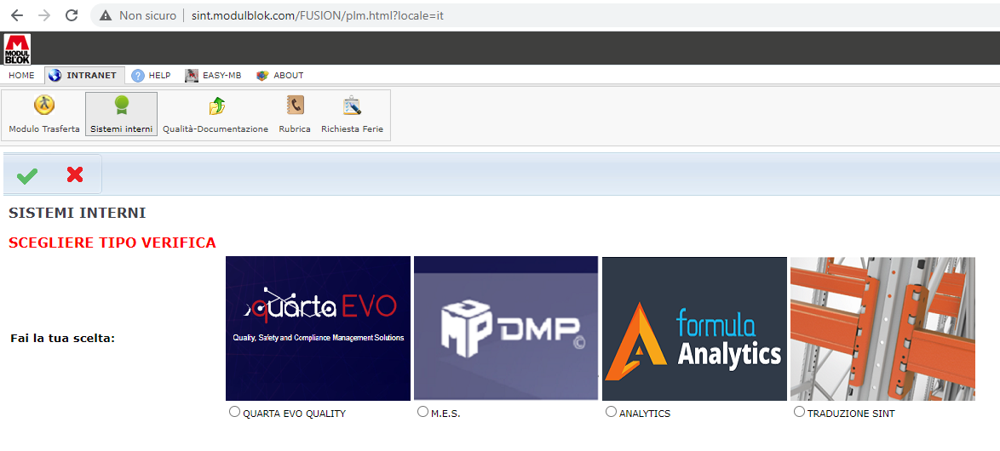 Non sicuro | sint.modulblok.com/FUSION/plm.html?locale=it
MODUL
BLOK
HOME INTRANET ? HELP EASY-MB ABOUT
Modulo Trasferta Sistemi interni Qualità-Documentazione Rubrica Richiesta Ferie
SISTEMI INTERNI
SCEGLIERE TIPO VERIFICA
Fai la tua scelta:
quarta EVO
Quality, Safety and Compliance Management Solutions
DMP©
formula
Analytics
QUARTA EVO QUALITY M.E.S. ANALYTICS TRADUZIONE SINT